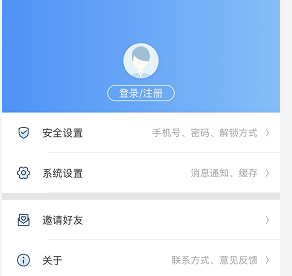 登录/注册
安全设置 手机号、密码、解锁方式
系统设置 消息通知、缓存
邀请好友
关于 联系方式、意见反馈